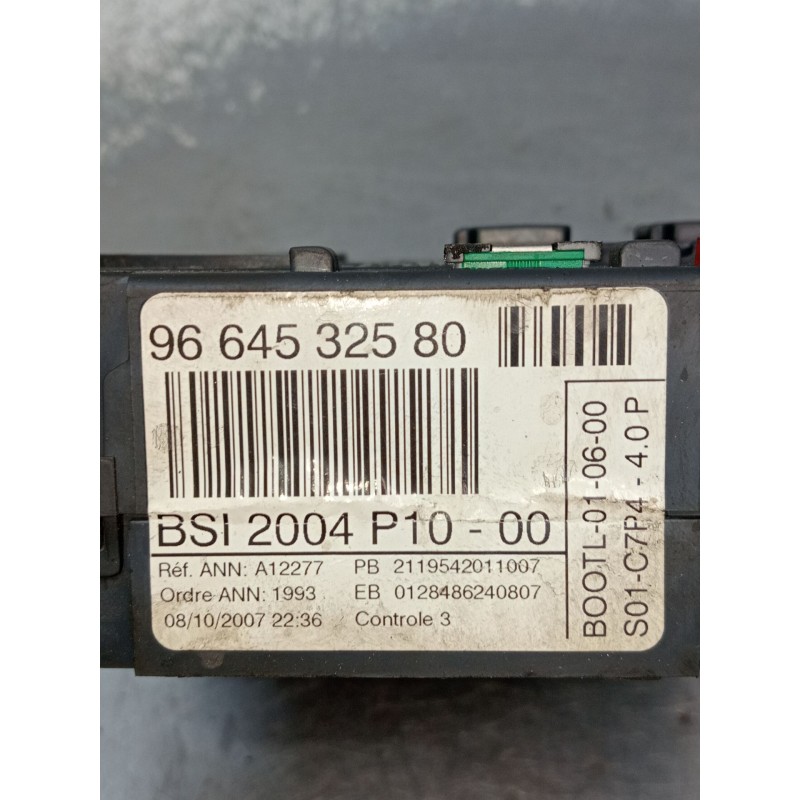 96 645 325 80
BSI 2004 P10 - 00
Réf. ANN: A12277 PB 2119542011007
Ordre ANN: 1993 EB 0128486240807
08/10/2007 22:36 Controle 3
BOOTL-01-06-00
S01-C7P4 - 4.0 P